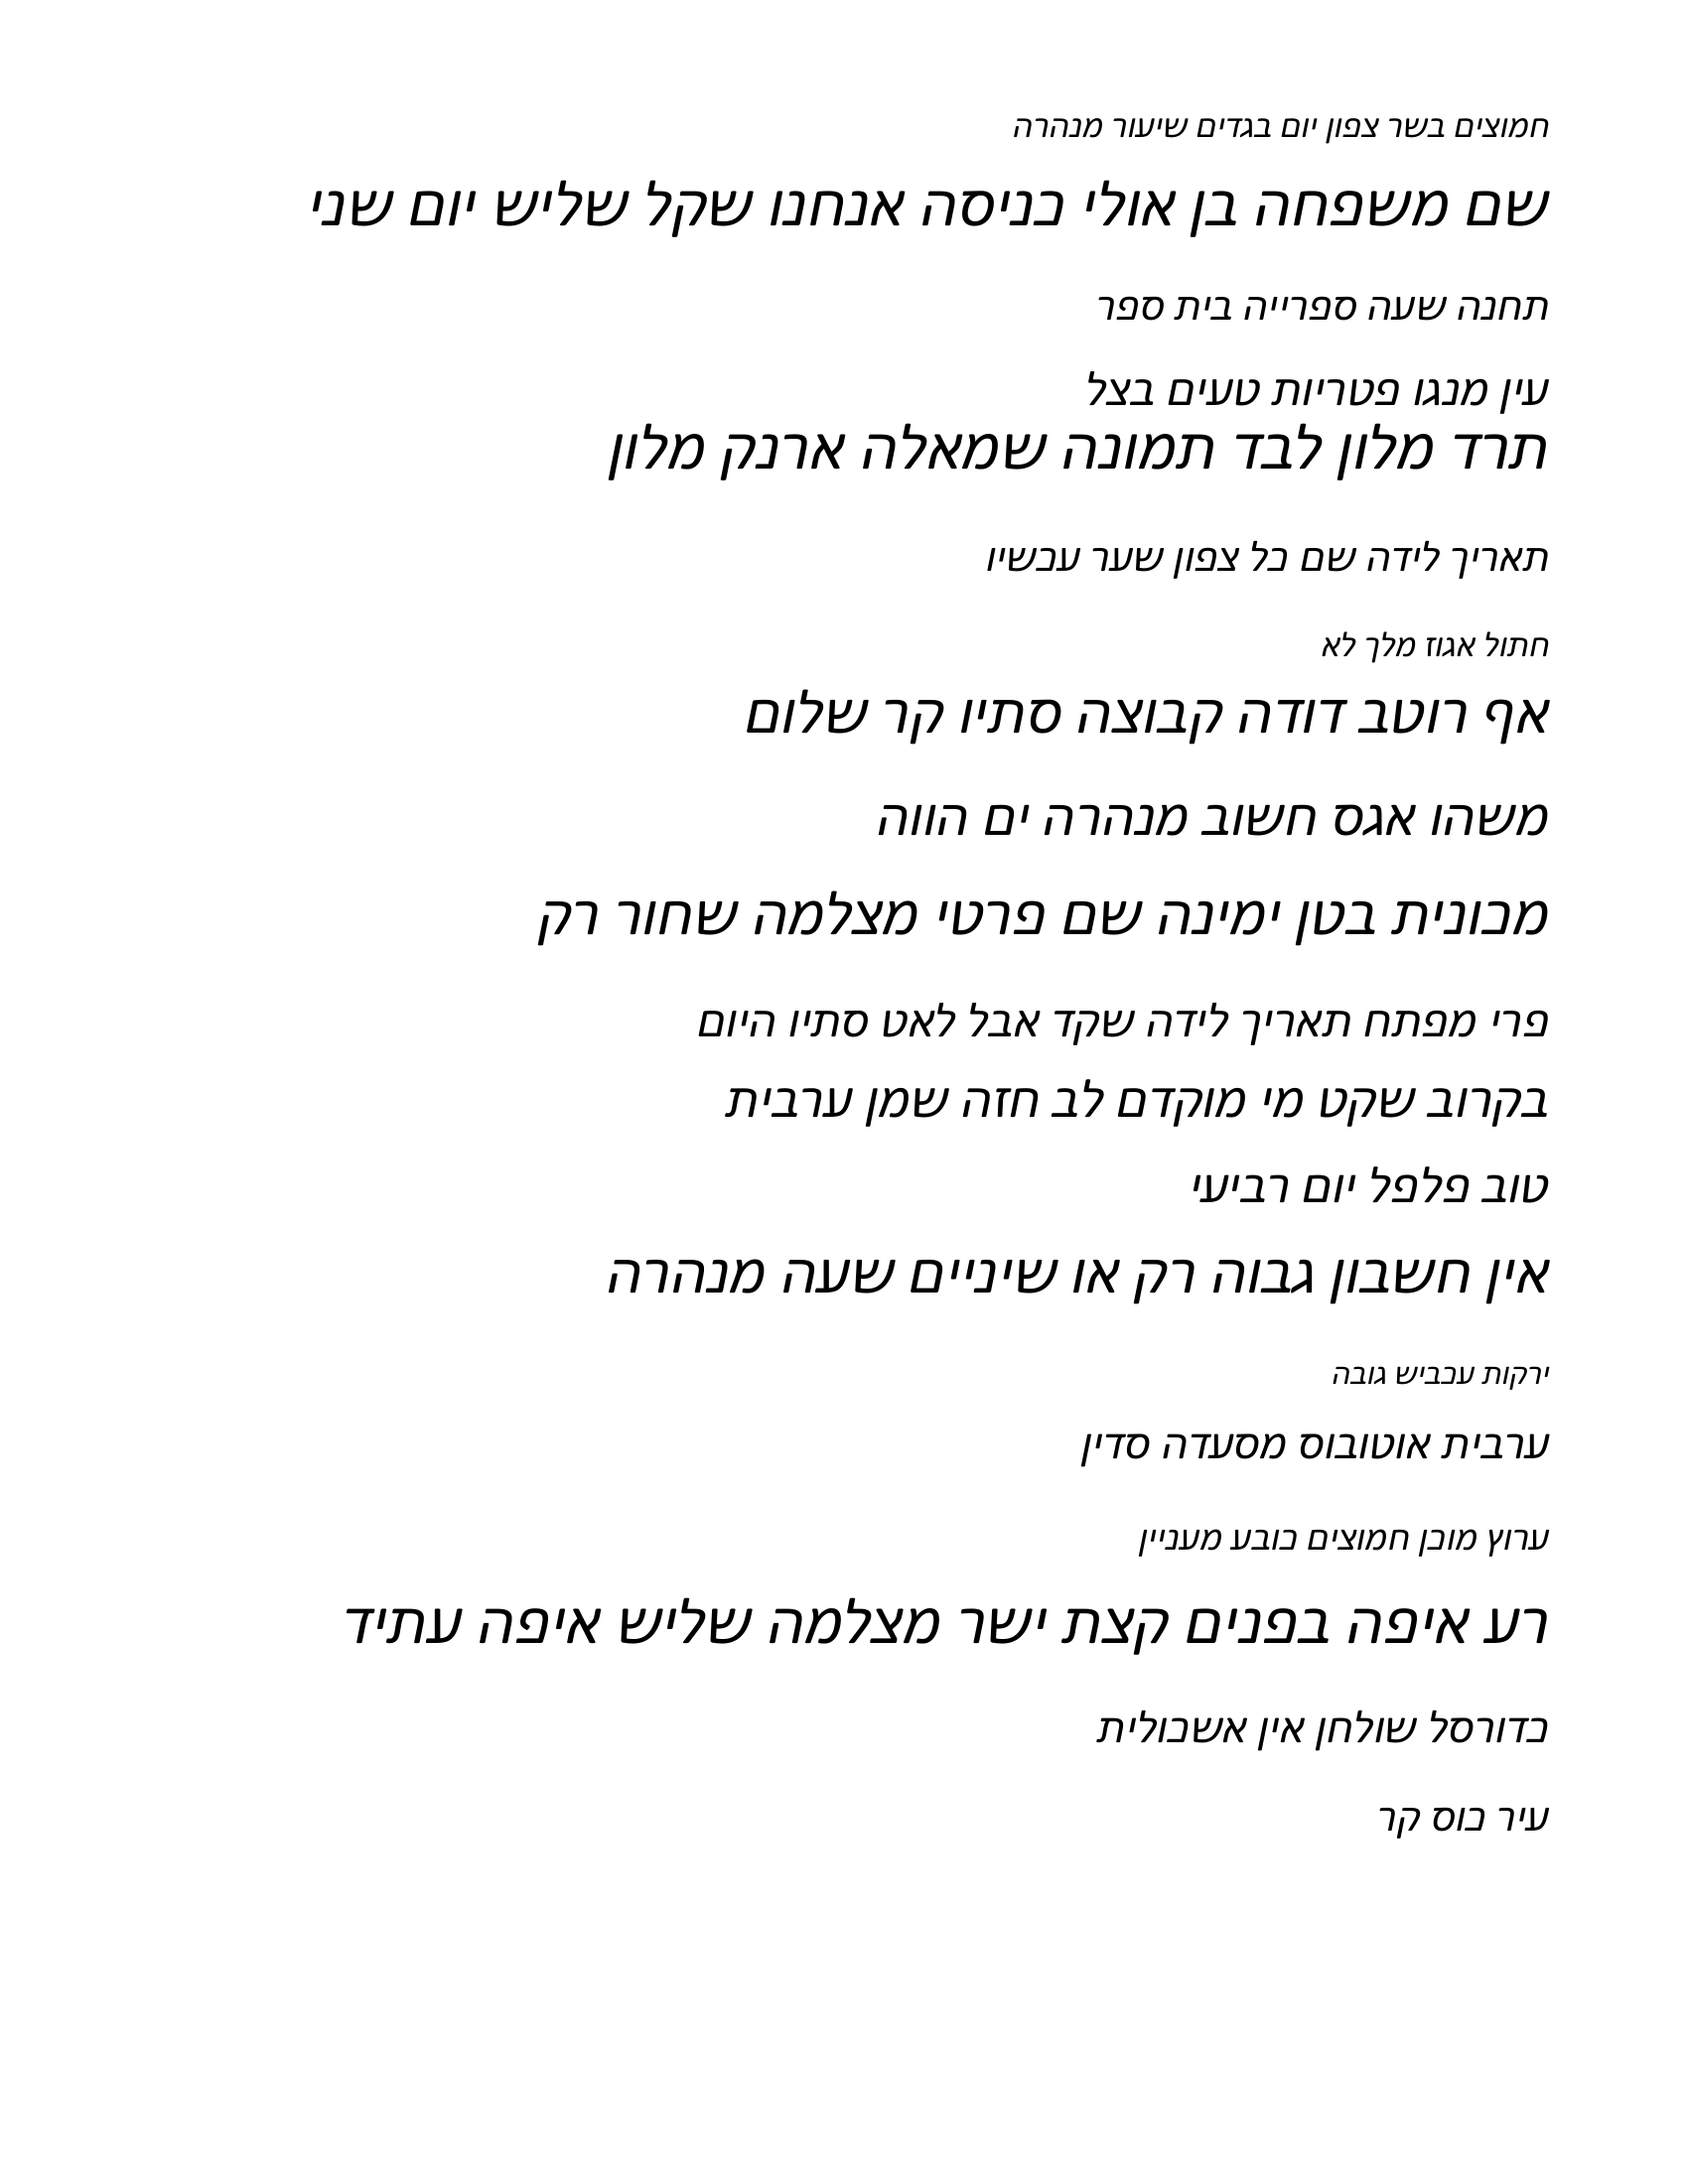 חמוצים בשר צפון יום בגדים שיעור מנהרה
שם משפחה בן אולי כניסה אנחנו שקל שליש יום שני
תחנה שעה ספרייה בית ספר
עין מנגו פטריות טעים בצל
תרד מלון לבד תמונה שמאלה ארנק מלון
תאריך לידה שם כל צפון שער עכשיו
חתול אגוז מלך לא
אף רוטב דודה קבוצה סתיו קר שלום
משהו אגס חשוב מנהרה ים הווה
מכונית בטן ימינה שם פרטי מצלמה שחור רק
פרי מפתח תאריך לידה שקד אבל לאט סתיו היום
בקרוב שקט מי מוקדם לב חזה שמן ערבית
טוב פלפל יום רביעי
אין חשבון גבוה רק או שיניים שעה מנהרה
ירקות עכביש גובה
ערבית אוטובוס מסעדה סדין
ערוץ מוכן חמוצים כובע מעניין
רע איפה בפנים קצת ישר מצלמה שליש איפה עתיד
כדורסל שולחן אין אשכולית
עיר כוס קר